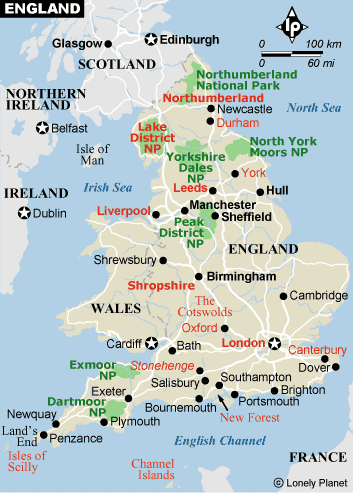 ENGLAND
lp
0 100 km
0 60 mi
Glasgow
Edinburgh
SCOTLAND
Northumberland
National Park
NORTHERN
IRELAND
Northumberland
Newcastle
North Sea
Durham
Belfast
Lake
District
NP
Isle of
Man
North York
Moors NP
Yorkshire
Dales
NP
York
Irish Sea
Leeds
IRELAND
Hull
Dublin
Liverpool
Manchester
Sheffield
Peak
District
NP
ENGLAND
Shrewsbury
Birmingham
Shropshire
Cambridge
The
Cotswolds
WALES
Oxford
Cardiff
London
Bath
Canterbury
Exmoor
NP
Stonehenge
Dover
Salisbury
Southampton
Dartmoor
NP
Exeter
Brighton
Bournemouth
Portsmouth
New Forest
Newquay
Plymouth
Land's
End
Penzance
English Channel
Isles of
Scilly
Channel
Islands
FRANCE
© Lonely Planet